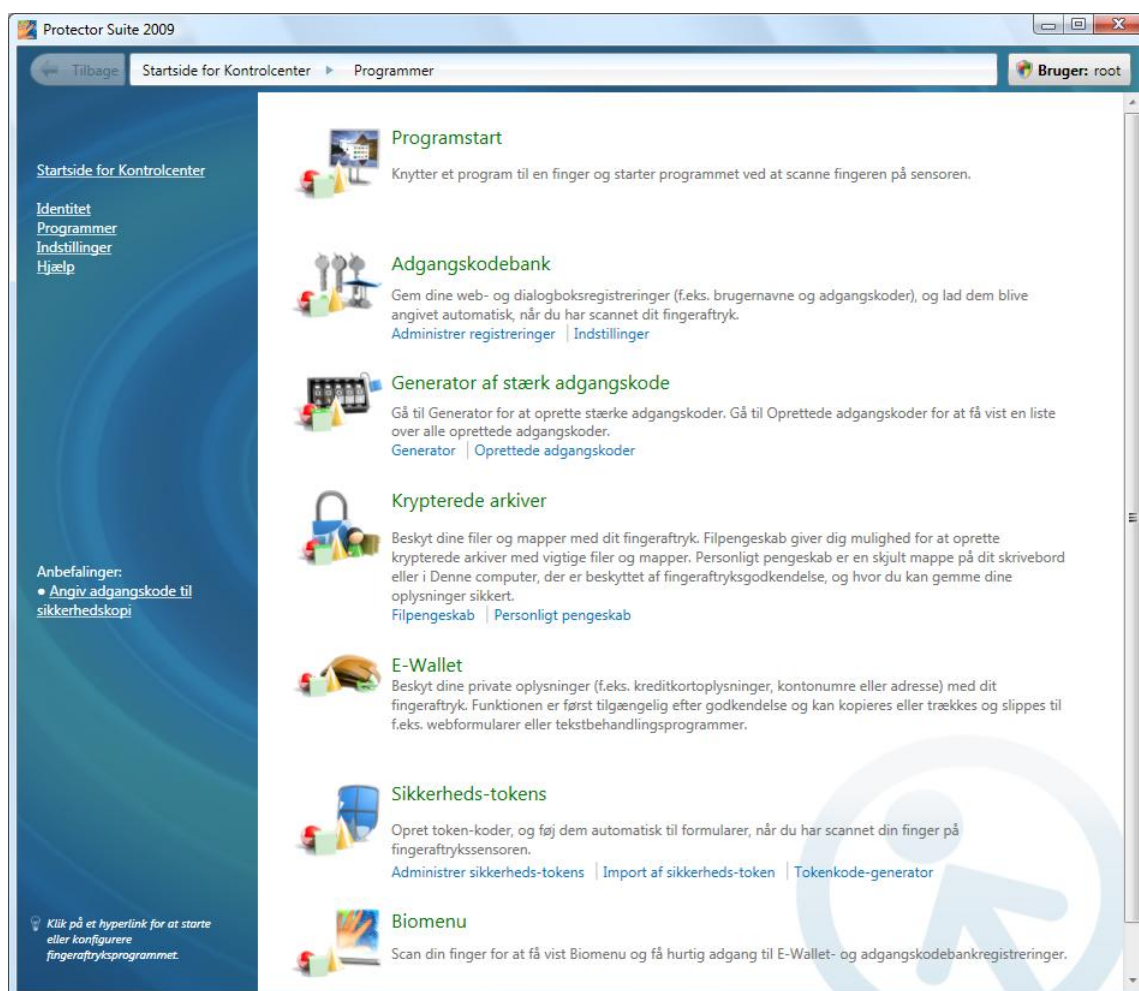 Protector Suite 2009
Tilbage
Startside for Kontrolcenter
Programmer
Bruger: root
Startside for Kontrolcenter
Identitet
Programmer
Indstillinger
Hjælp
Anbefalinger:
● Angiv adgangskode til
sikkerhedskopi
Klik på et hyperlink for at starte
eller konfigurere
fingeraftryksprogrammet.
Programstart
Knytter et program til en finger og starter programmet ved at scanne fingeren på sensoren.
Adgangskodebank
Gem dine web- og dialogboksregistreringer (f.eks. brugernavne og adgangskoder), og lad dem blive
angivet automatisk, når du har scannet dit fingeraftryk.
Administrer registreringer | Indstillinger
Generator af stærk adgangskode
Gå til Generator for at oprette stærke adgangskoder. Gå til Oprettede adgangskoder for at få vist en liste
over alle oprettede adgangskoder.
Generator | Oprettede adgangskoder
Krypterede arkiver
Beskyt dine filer og mapper med dit fingeraftryk. Filpengeskab giver dig mulighed for at oprette
krypterede arkiver med vigtige filer og mapper. Personligt pengeskab er en skjult mappe på dit skrivebord
eller i Denne computer, der er beskyttet af fingeraftryksgodkendelse, og hvor du kan gemme dine
oplysninger sikkert.
Filpengeskab | Personligt pengeskab
E-Wallet
Beskyt dine private oplysninger (f.eks. kreditkortoplysninger, kontonumre eller adresse) med dit
fingeraftryk. Funktionen er først tilgængelig efter godkendelse og kan kopieres eller trækkes og slippes til
f.eks. webformularer eller tekstbehandlingsprogrammer.
Sikkerheds-tokens
Opret token-koder, og føj dem automatisk til formularer, når du har scannet din finger på
fingeraftrykssensoren.
Administrer sikkerheds-tokens | Import af sikkerheds-token | Tokenkode-generator
Biomenu
Scan din finger for at få vist Biomenu og få hurtig adgang til E-Wallet- og adgangskodebankregistreringer.